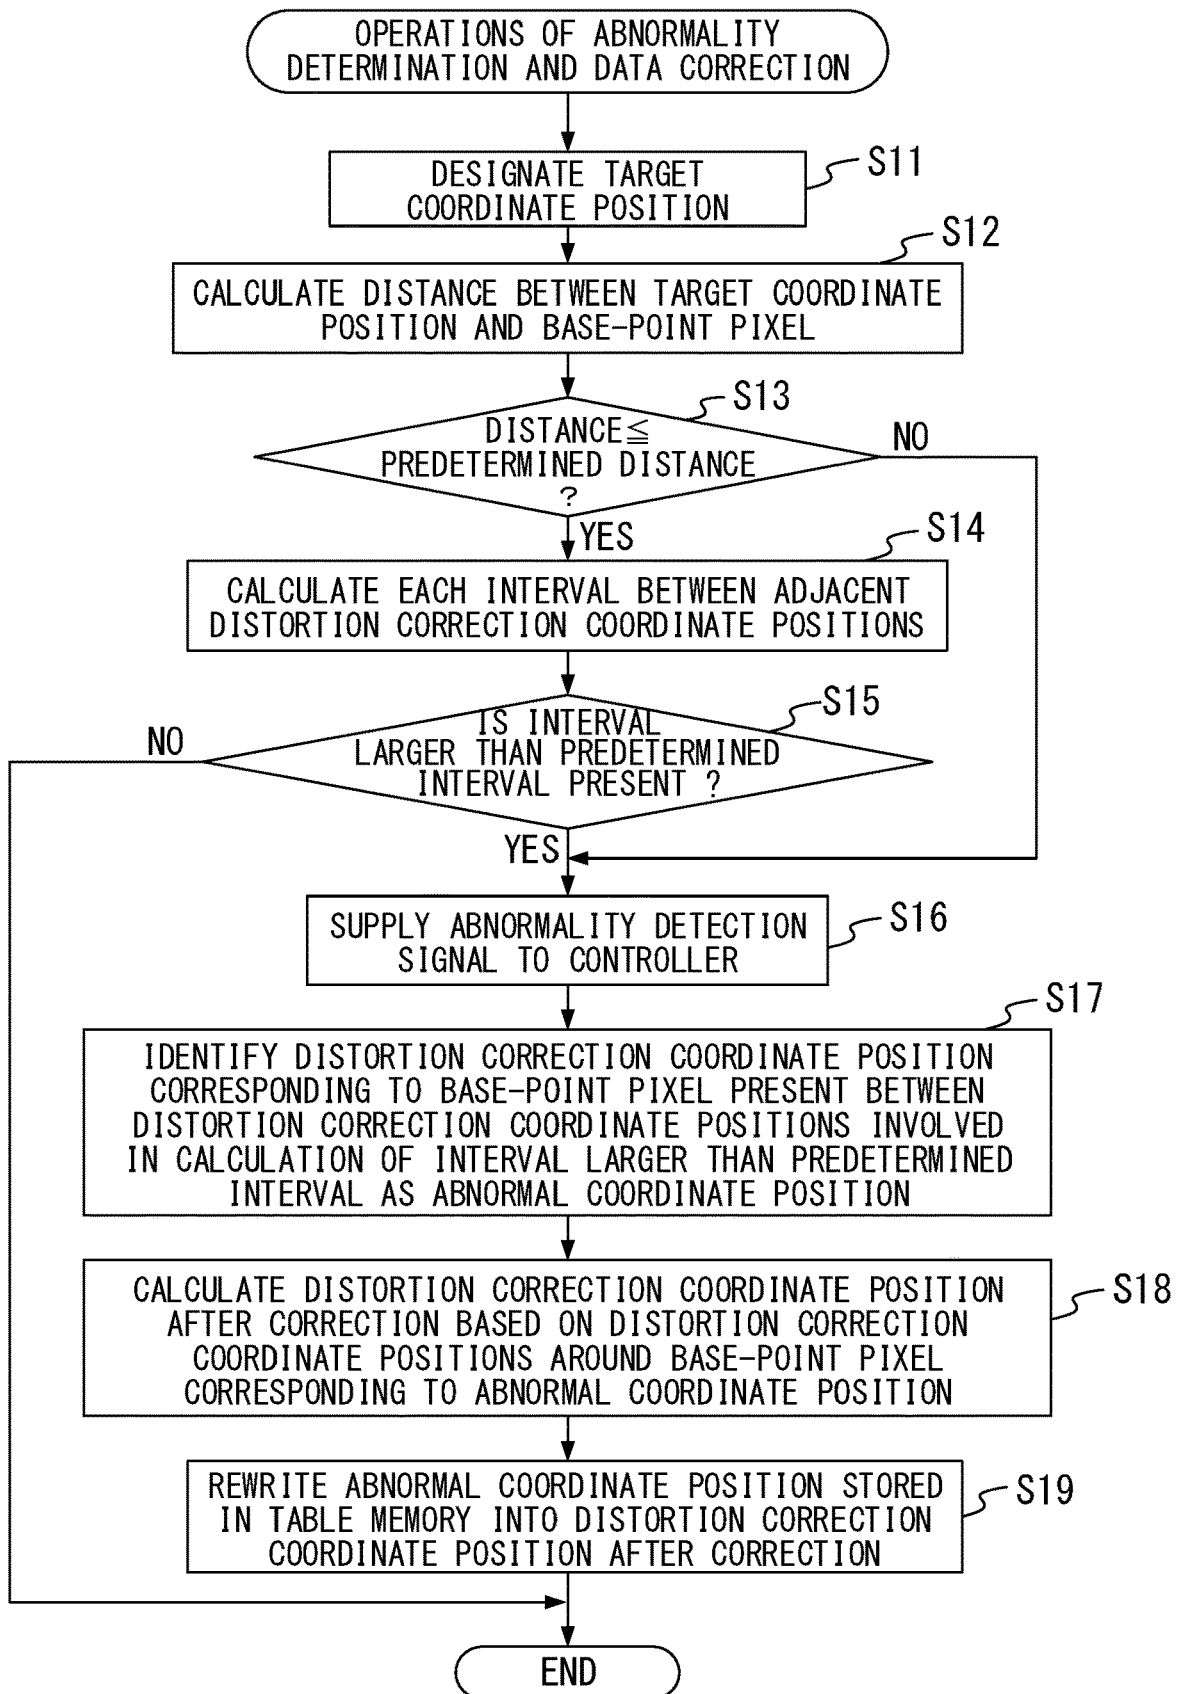 OPERATIONS OF ABNORMALITY
DETERMINATION AND DATA CORRECTION
S11
DESIGNATE TARGET
COORDINATE POSITION
S12
CALCULATE DISTANCE BETWEEN TARGET COORDINATE
POSITION AND BASE-POINT PIXEL
S13
DISTANCE≦
PREDETERMINED DISTANCE
?
NO
YES
S14
CALCULATE EACH INTERVAL BETWEEN ADJACENT
DISTORTION CORRECTION COORDINATE POSITIONS
S15
IS INTERVAL
LARGER THAN PREDETERMINED
INTERVAL PRESENT ?
NO
YES
S16
SUPPLY ABNORMALITY DETECTION
SIGNAL TO CONTROLLER
S17
IDENTIFY DISTORTION CORRECTION COORDINATE POSITION
CORRESPONDING TO BASE-POINT PIXEL PRESENT BETWEEN
DISTORTION CORRECTION COORDINATE POSITIONS INVOLVED
IN CALCULATION OF INTERVAL LARGER THAN PREDETERMINED
INTERVAL AS ABNORMAL COORDINATE POSITION
S18
CALCULATE DISTORTION CORRECTION COORDINATE POSITION
AFTER CORRECTION BASED ON DISTORTION CORRECTION
COORDINATE POSITIONS AROUND BASE-POINT PIXEL
CORRESPONDING TO ABNORMAL COORDINATE POSITION
S19
REWRITE ABNORMAL COORDINATE POSITION STORED
IN TABLE MEMORY INTO DISTORTION CORRECTION
COORDINATE POSITION AFTER CORRECTION
END